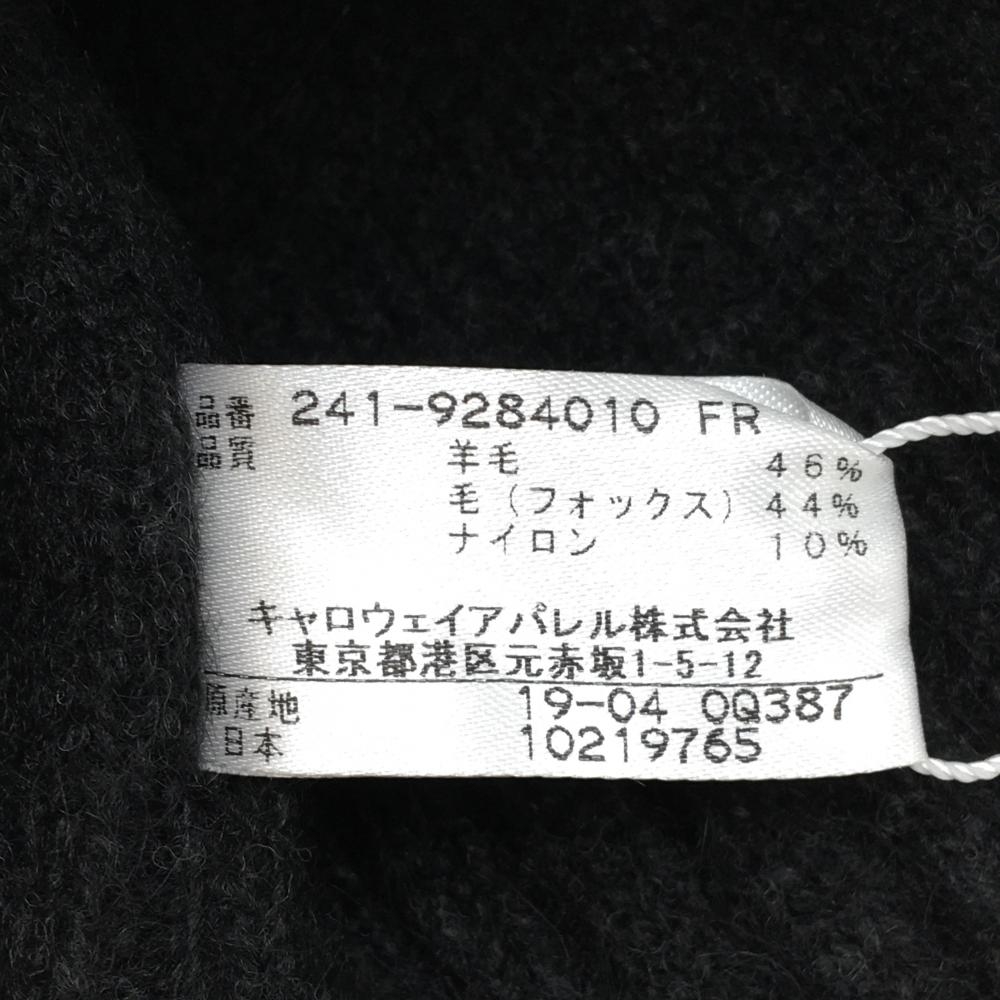 品番 241-9284010 FR
品質 羊毛 46%
毛(フォックス) 44%
ナイロン 10%
キャロウェイアパレル株式会社
東京都港区元赤坂1-5-12
原産地 19-04 0Q387
日本 10219765